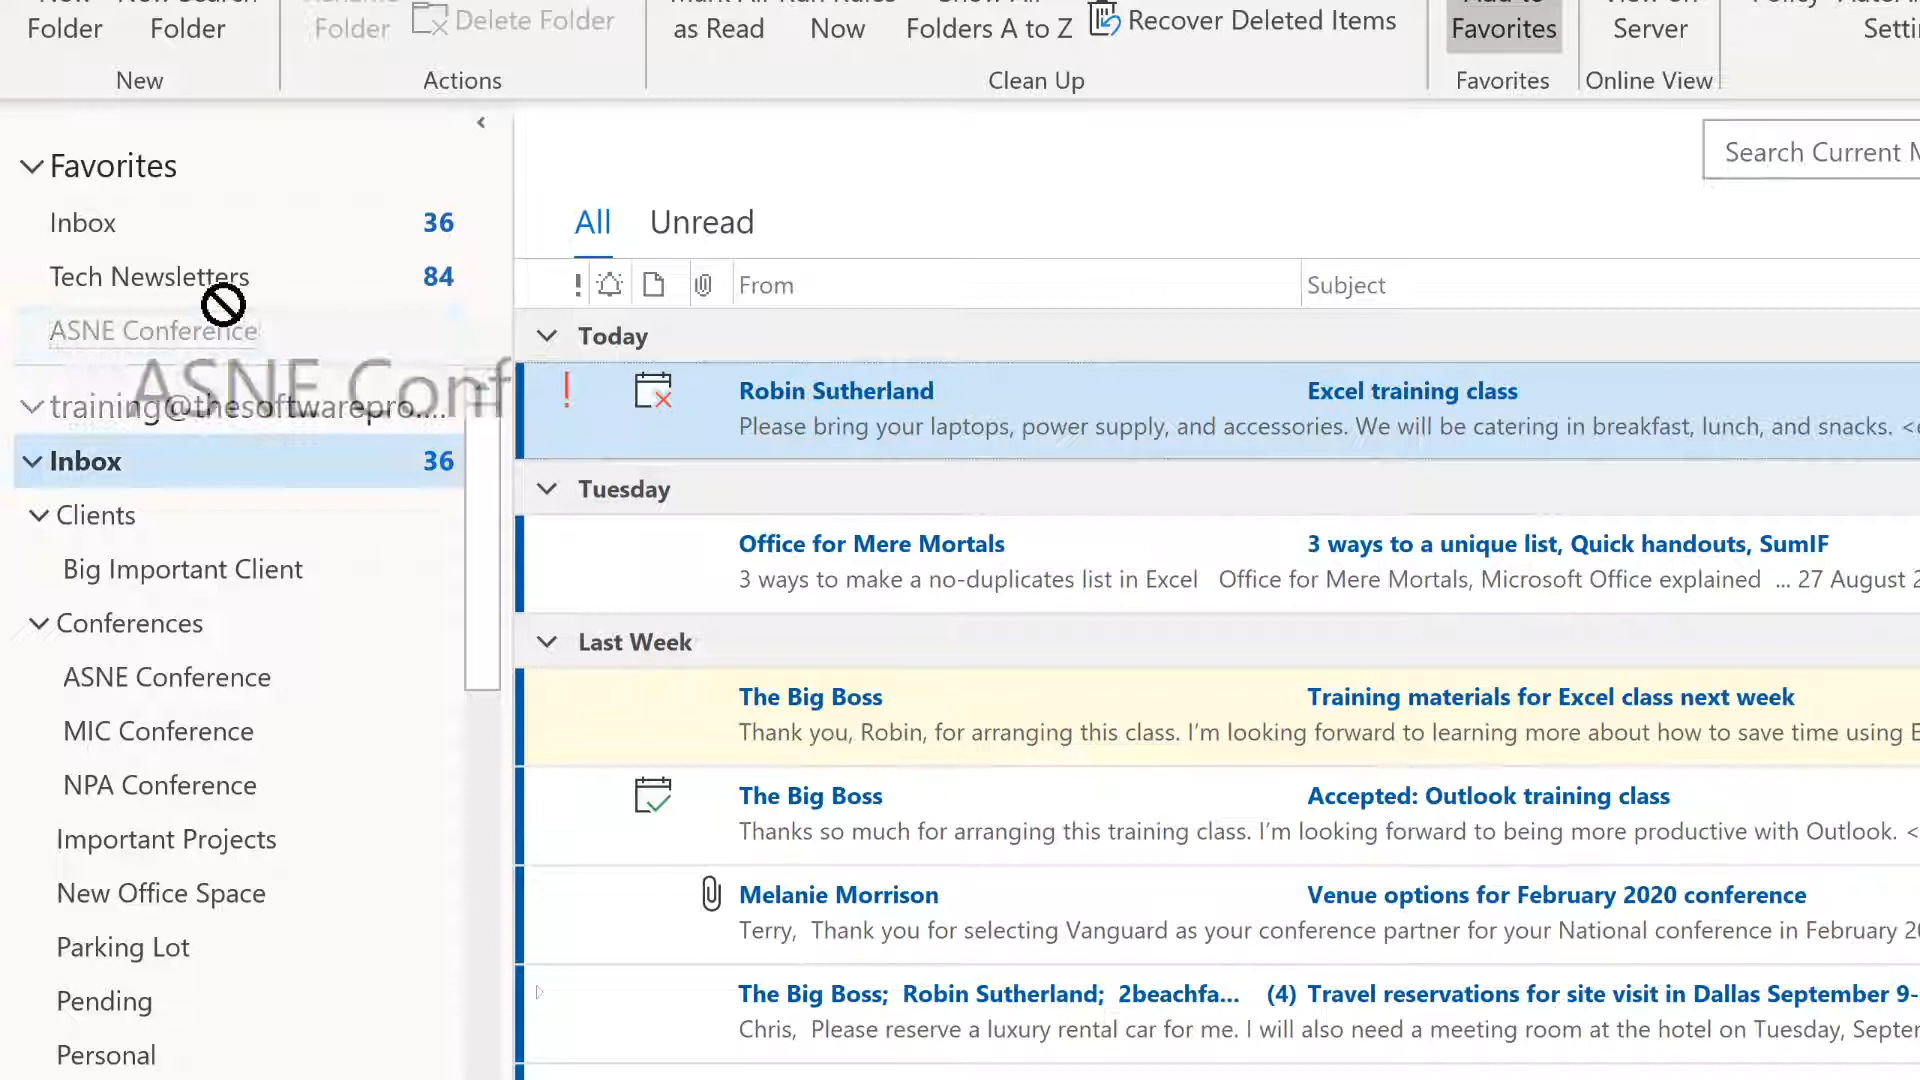 Folder Folder Folder Delete Folder as Read Now Folders A to Z Recover Deleted Items Favorites Server
New Actions Clean Up Favorites Online View
Favorites
Search Current
Inbox 36
All Unread
Tech Newsletters 84
! From Subject
ASNE Conference
Today
ASNE Conf
training@thesoftwarepro....
Robin Sutherland Excel training class
Please bring your laptops, power supply, and accessories. We will be catering in breakfast, lunch, and snacks. <
Inbox 36
Tuesday
Clients
Office for Mere Mortals 3 ways to a unique list, Quick handouts, SumIF
3 ways to make a no-duplicates list in Excel Office for Mere Mortals, Microsoft Office explained ... 27 August
Big Important Client
Conferences
Last Week
ASNE Conference
The Big Boss Training materials for Excel class next week
Thank you, Robin, for arranging this class. I'm looking forward to learning more about how to save time using
MIC Conference
NPA Conference
The Big Boss Accepted: Outlook training class
Thanks so much for arranging this training class. I'm looking forward to being more productive with Outlook. <
Important Projects
New Office Space
Melanie Morrison Venue options for February 2020 conference
Terry, Thank you for selecting Vanguard as your conference partner for your National conference in February
Parking Lot
Pending
The Big Boss; Robin Sutherland; 2beachfa... (4) Travel reservations for site visit in Dallas September 9-
Chris, Please reserve a luxury rental car for me. I will also need a meeting room at the hotel on Tuesday,
Personal